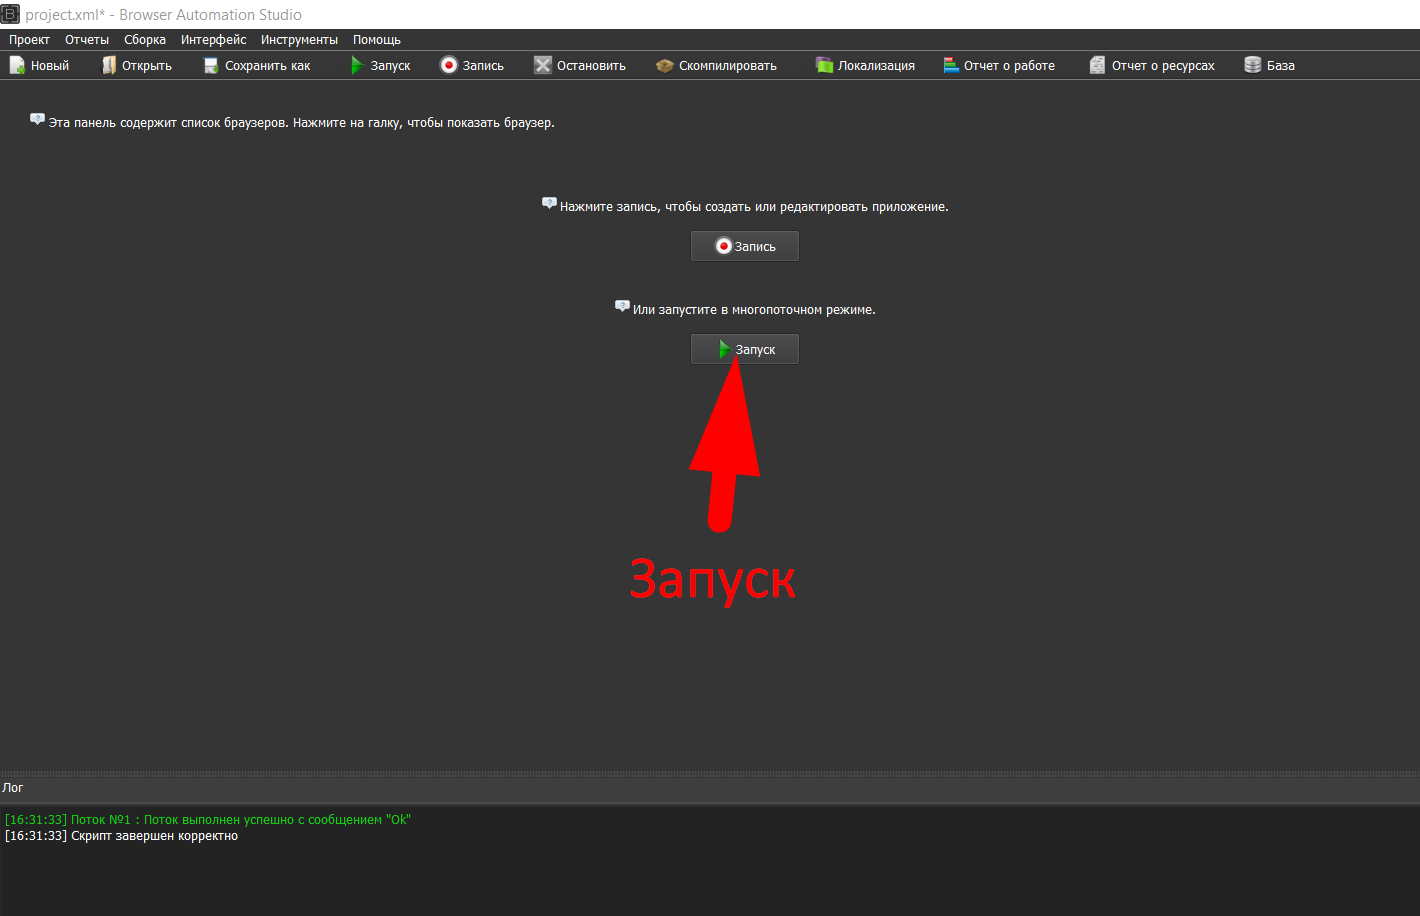 project.xml* - Browser Automation Studio
Проект Отчеты Сборка Интерфейс Инструменты Помощь
Новый Открыть Сохранить как Запуск Запись Остановить Скомпилировать Локализация Отчет о работе Отчет о ресурсах База
Эта панель содержит список браузеров. Нажмите на галку, чтобы показать браузер.
Нажмите запись, чтобы создать или редактировать приложение.
Запись
Или запустите в многопоточном режиме.
Запуск
Запуск
Лог
[16:31:33] Поток №1 : Поток выполнен успешно с сообщением "Ok"
[16:31:33] Скрипт завершен корректно